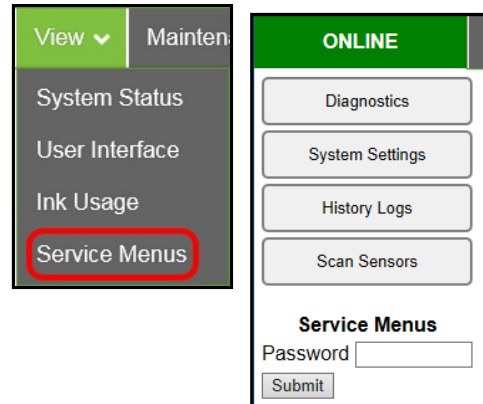 View
System Status
User Interface
Ink Usage
Service Menus
ONLINE
Diagnostics
System Settings
History Logs
Scan Sensors
Service Menus
Password
Submit